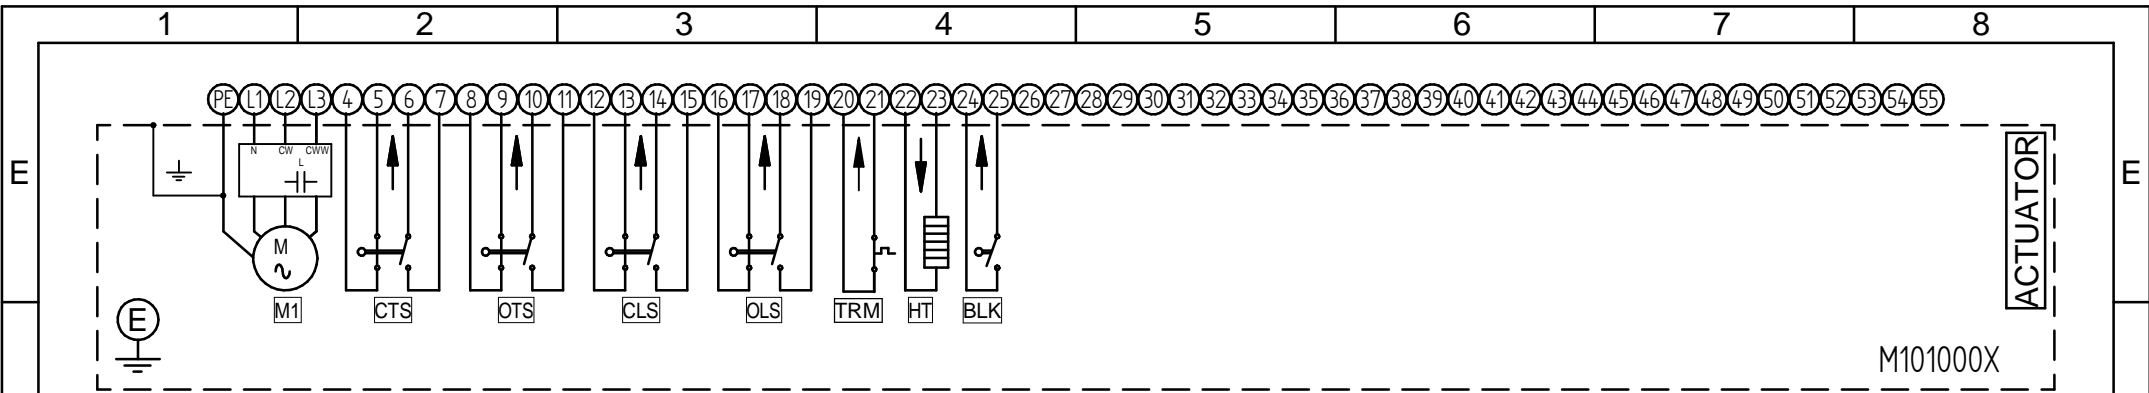 1 2 3 4 5 6 7 8
PE L1 L2 L3 4 5 6 7 8 9 10 11 12 13 14 15 16 17 18 19 20 21 22 23 24 25 26 27 28 29 30 31 32 33 34 35 36 37 38 39 40 41 42 43 44 45 46 47 48 49 50 51 52 53 54 55
N CW CWW
L
E E
ACTUATOR
M
M1 CTS OTS CLS OLS TRM HT BLK
E
M101000X